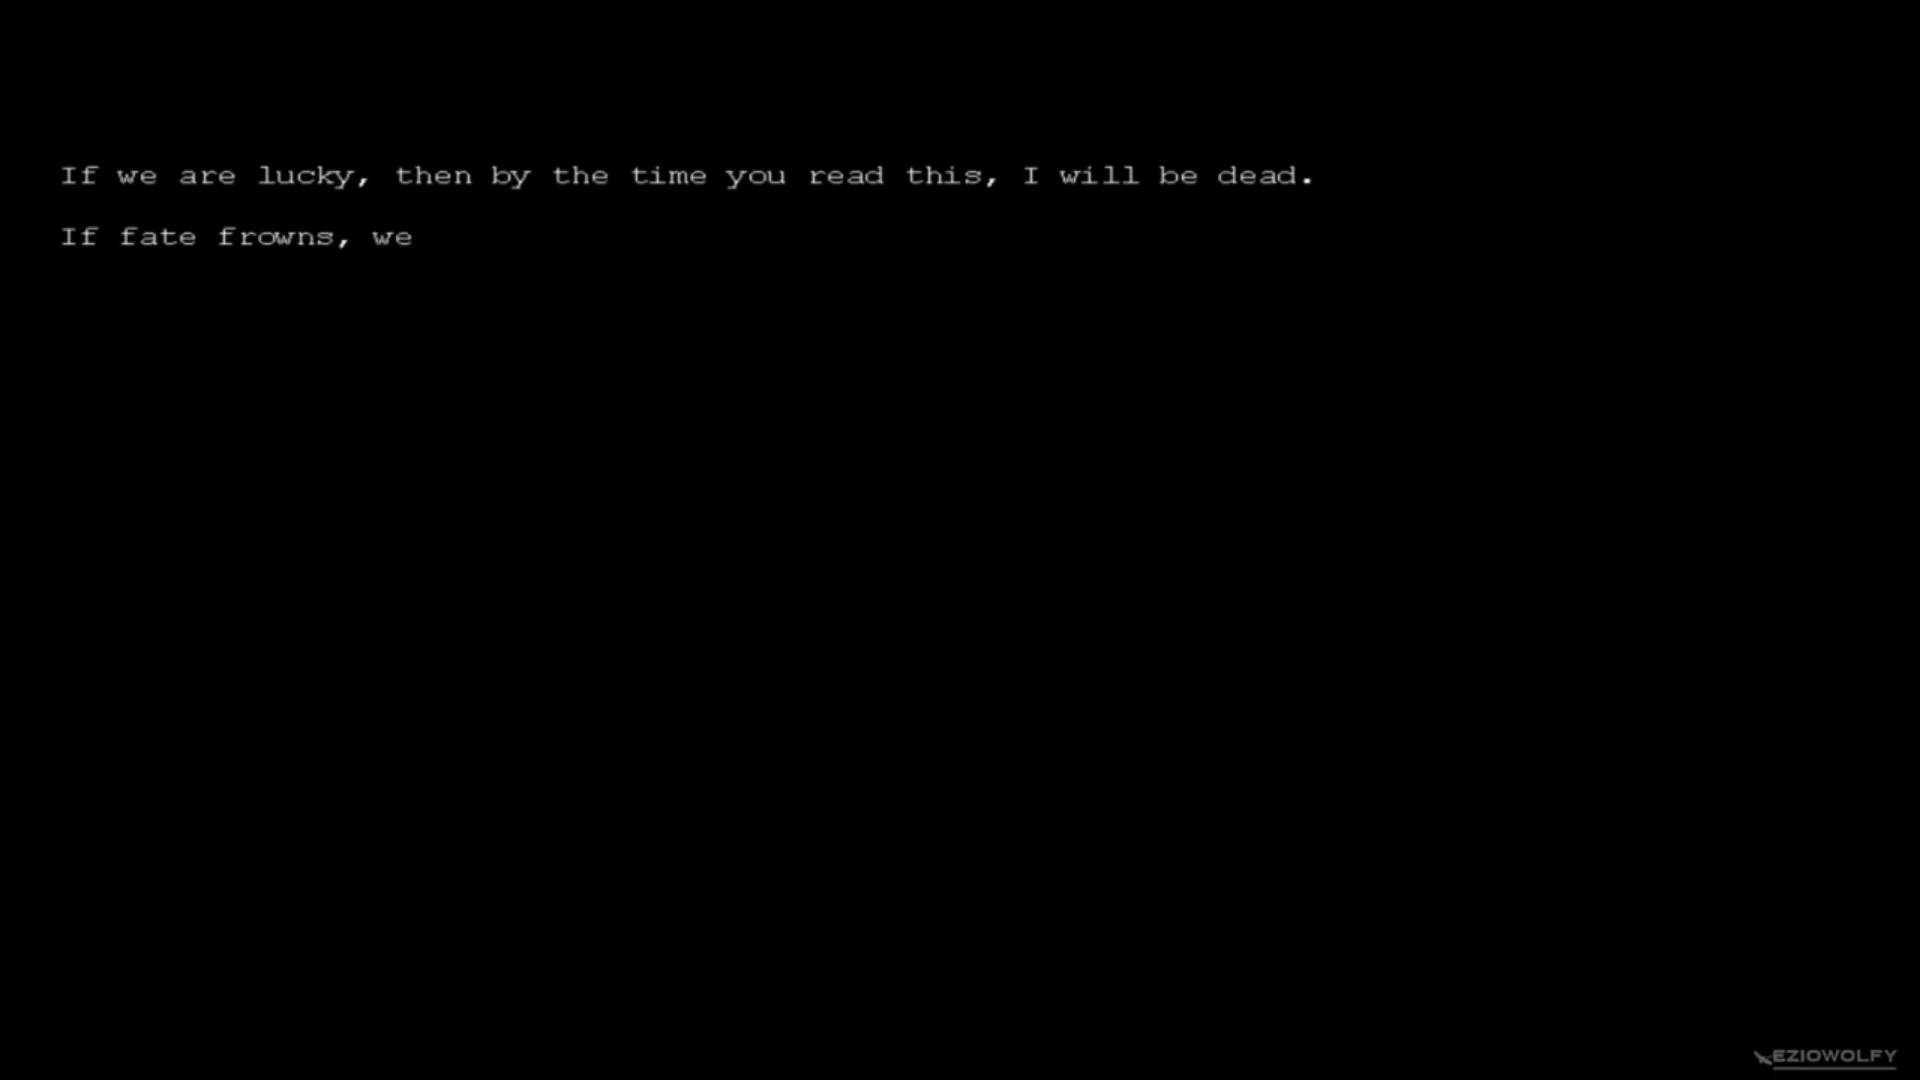 If we are lucky, then by the time you read this, I will be dead.
If fate frowns, we
EZIOWOLFY